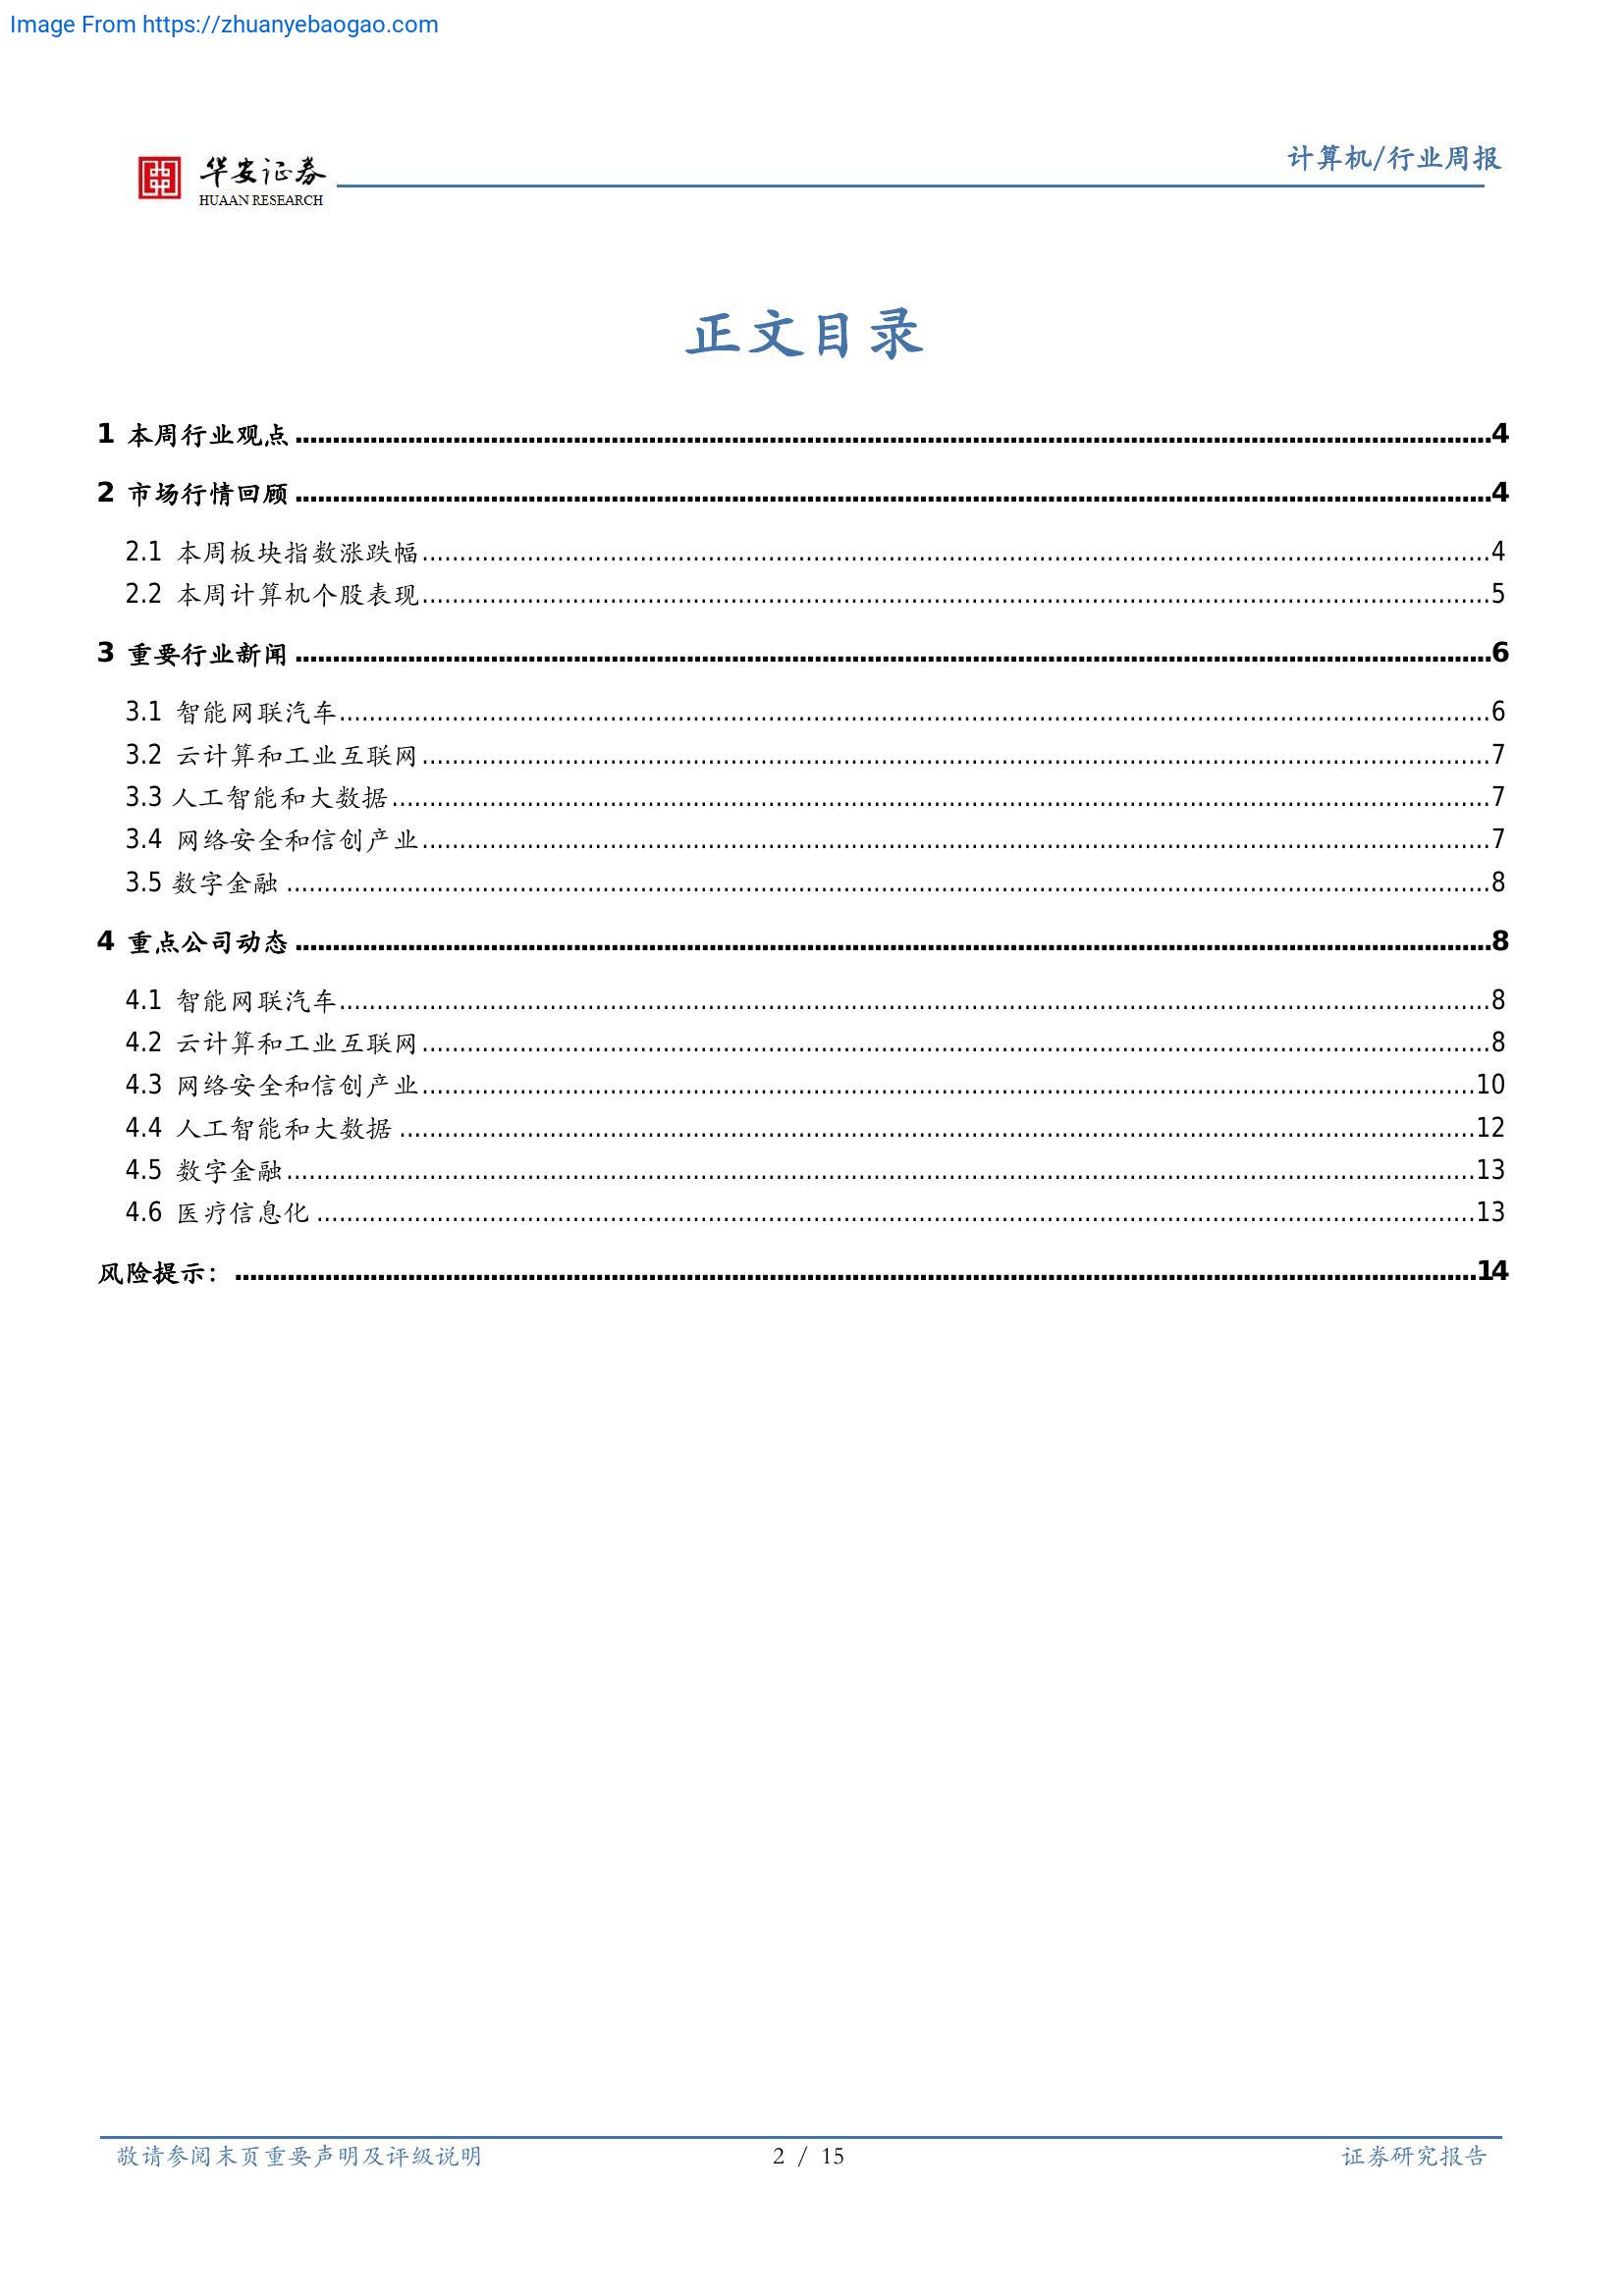 Image From https://zhuanyebaogao.com
计算机/行业周报
华安证券
HUAAN RESEARCH
正文目录
1 本周行业观点 ........................................ 4
2 市场行情回顾 ........................................ 4
2.1 本周板块指数涨跌幅 ........................................ 4
2.2 本周计算机个股表现 ........................................ 5
3 重要行业新闻 ........................................ 6
3.1 智能网联汽车 ........................................ 6
3.2 云计算和工业互联网 ........................................ 7
3.3 人工智能和大数据 ........................................ 7
3.4 网络安全和信创产业 ........................................ 7
3.5 数字金融 ........................................ 8
4 重点公司动态 ........................................ 8
4.1 智能网联汽车 ........................................ 8
4.2 云计算和工业互联网 ........................................ 8
4.3 网络安全和信创产业 ........................................ 10
4.4 人工智能和大数据 ........................................ 12
4.5 数字金融 ........................................ 13
4.6 医疗信息化 ........................................ 13
风险提示: ........................................ 14
敬请参阅末页重要声明及评级说明 2 / 15 证券研究报告